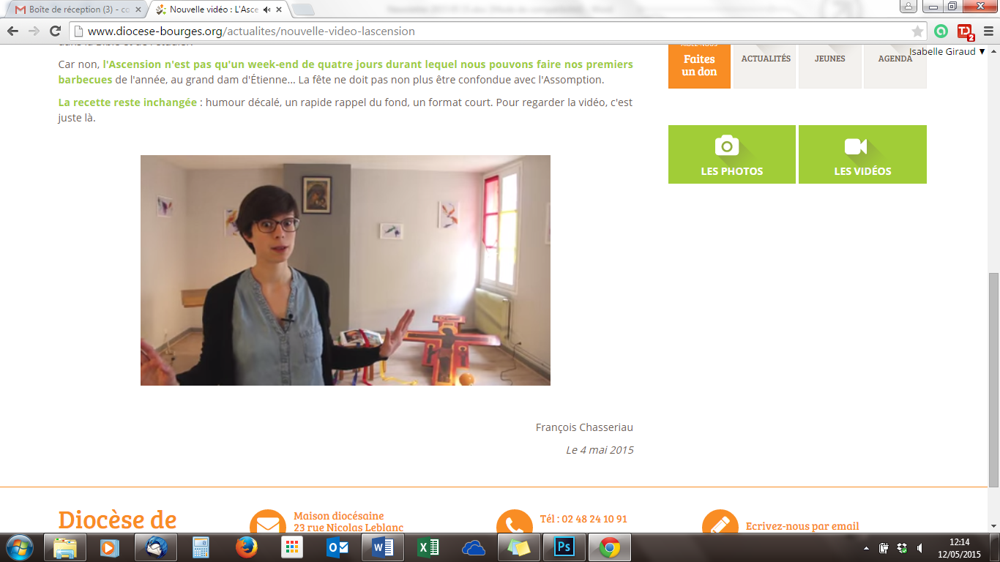 Boîte de réception (3) - co
Nouvelle vidéo : L'Asce
www.diocese-bourges.org/actualites/nouvelle-video-lascension
2
Isabelle Giraud ▼
Car non, l'Ascension n'est pas qu'un week-end de quatre jours durant lequel nous pouvons faire nos premiers
barbecues de l'année, au grand dam d'Étienne... La fête ne doit pas non plus être confondue avec l'Assomption.
La recette reste inchangée : humour décalé, un rapide rappel du fond, un format court. Pour regarder la vidéo, c'est
juste là.
Faites
un don
ACTUALITÉS
JEUNES
AGENDA
LES PHOTOS
LES VIDÉOS
François Chasseriau
Le 4 mai 2015
Diocèse de
Maison diocésaine
23 rue Nicolas Leblanc
Tél : 02 48 24 10 91
Ecrivez-nous par email
Ps
12:14
12/05/2015